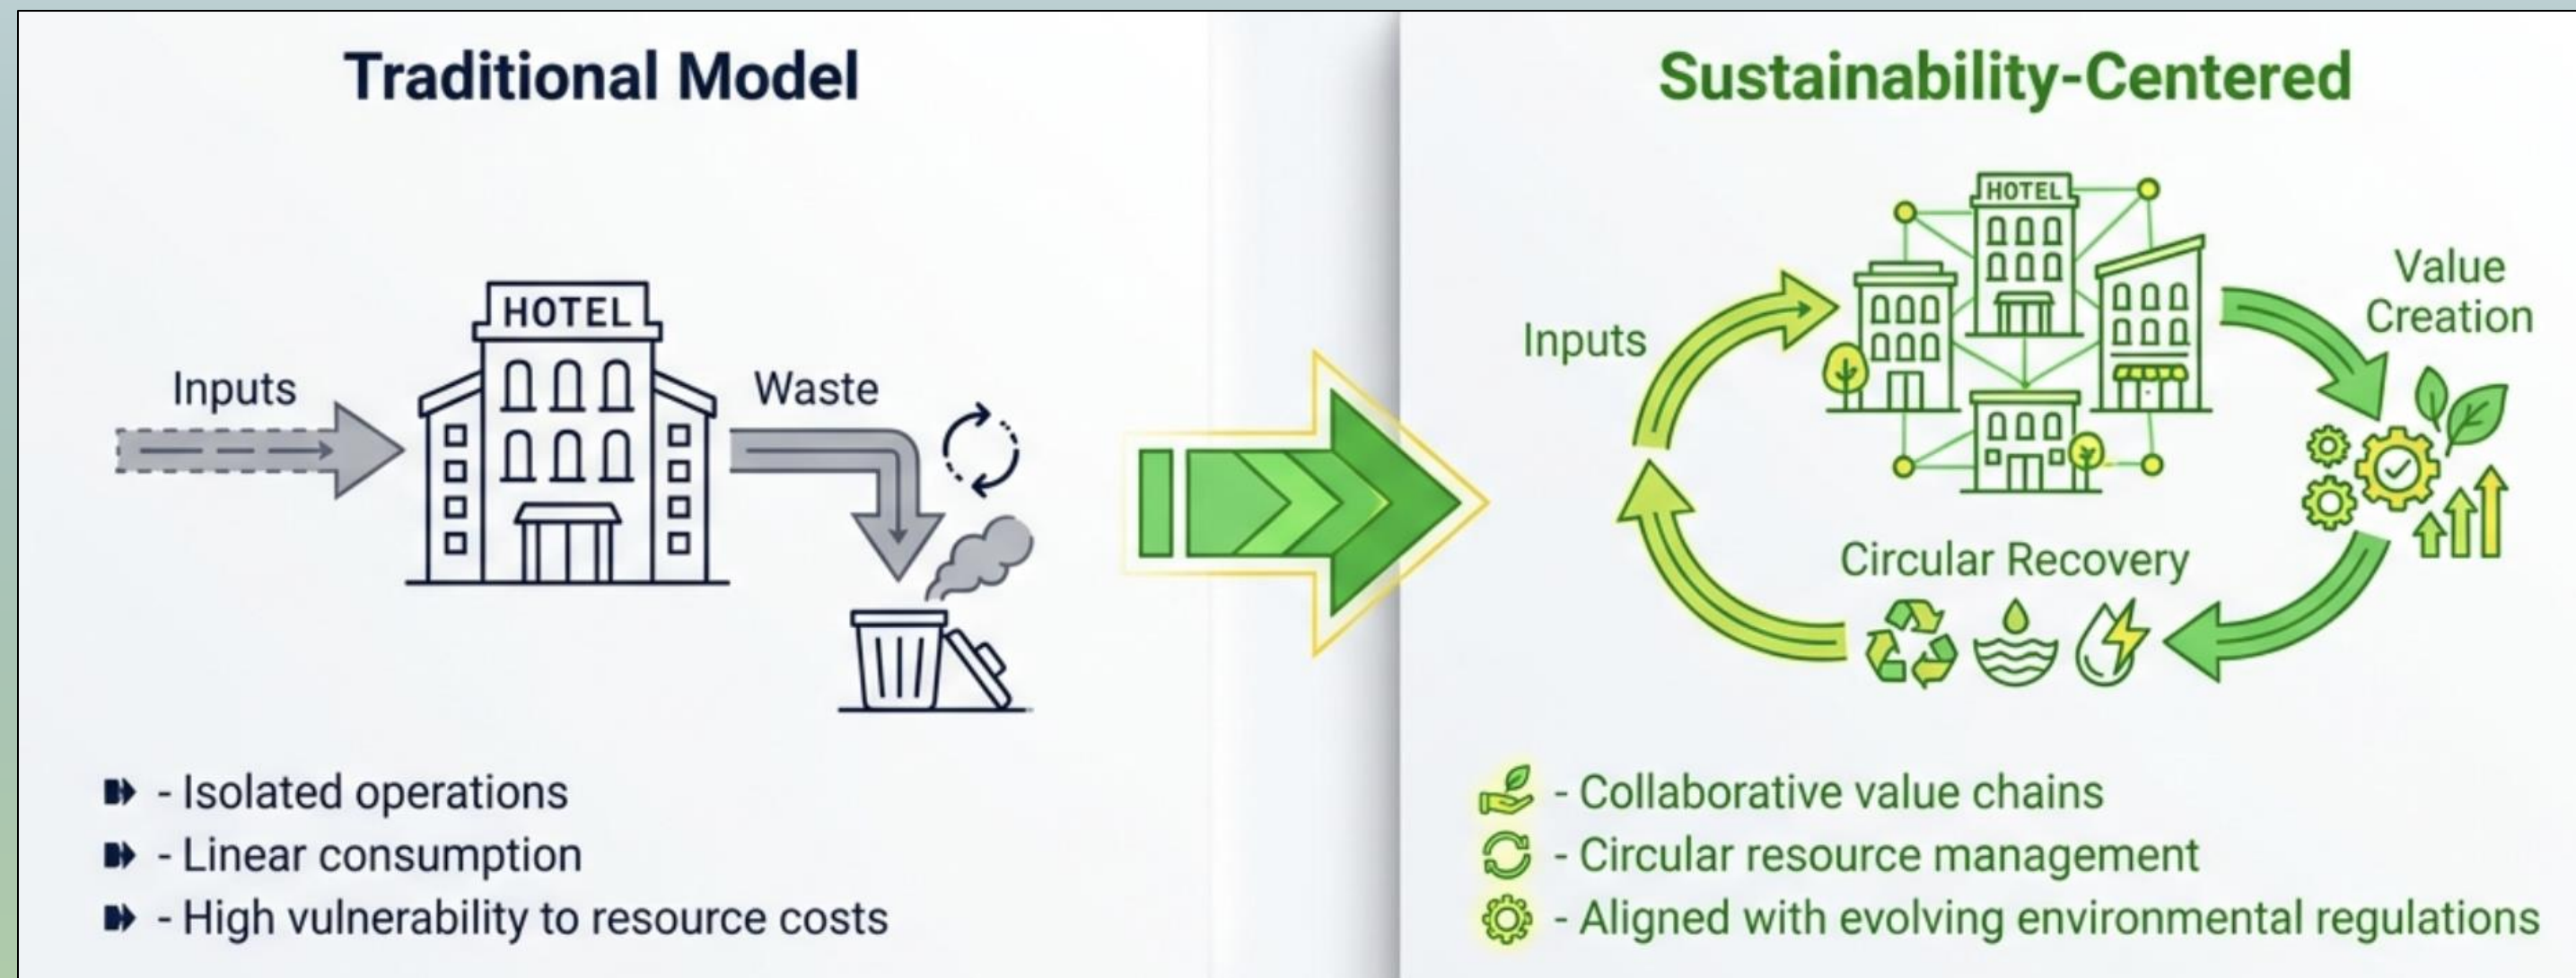 Traditional Model
HOTEL
Inputs
Waste
- Isolated operations
- Linear consumption
- High vulnerability to resource costs
Sustainability-Centered
HOTEL
Inputs
Value
Creation
Circular Recovery
- Collaborative value chains
- Circular resource management
- Aligned with evolving environmental regulations